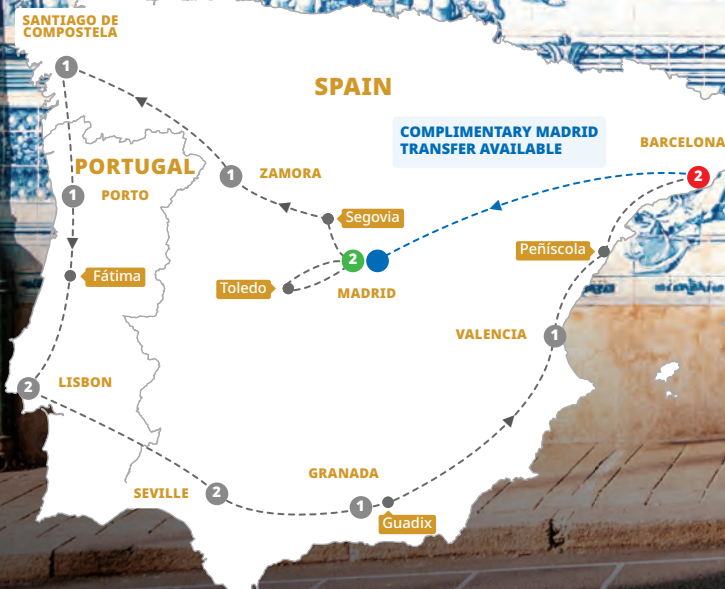 SANTIAGO DE
COMPOSTELA
1
SPAIN
COMPLIMENTARY MADRID
TRANSFER AVAILABLE
BARCELONA
2
PORTUGAL
1
ZAMORA
1
PORTO
Segovia
Peñíscola
Fátima
Toledo
2
MADRID
VALENCIA
1
2
LISBON
GRANADA
SEVILLE
2
1
Guadix